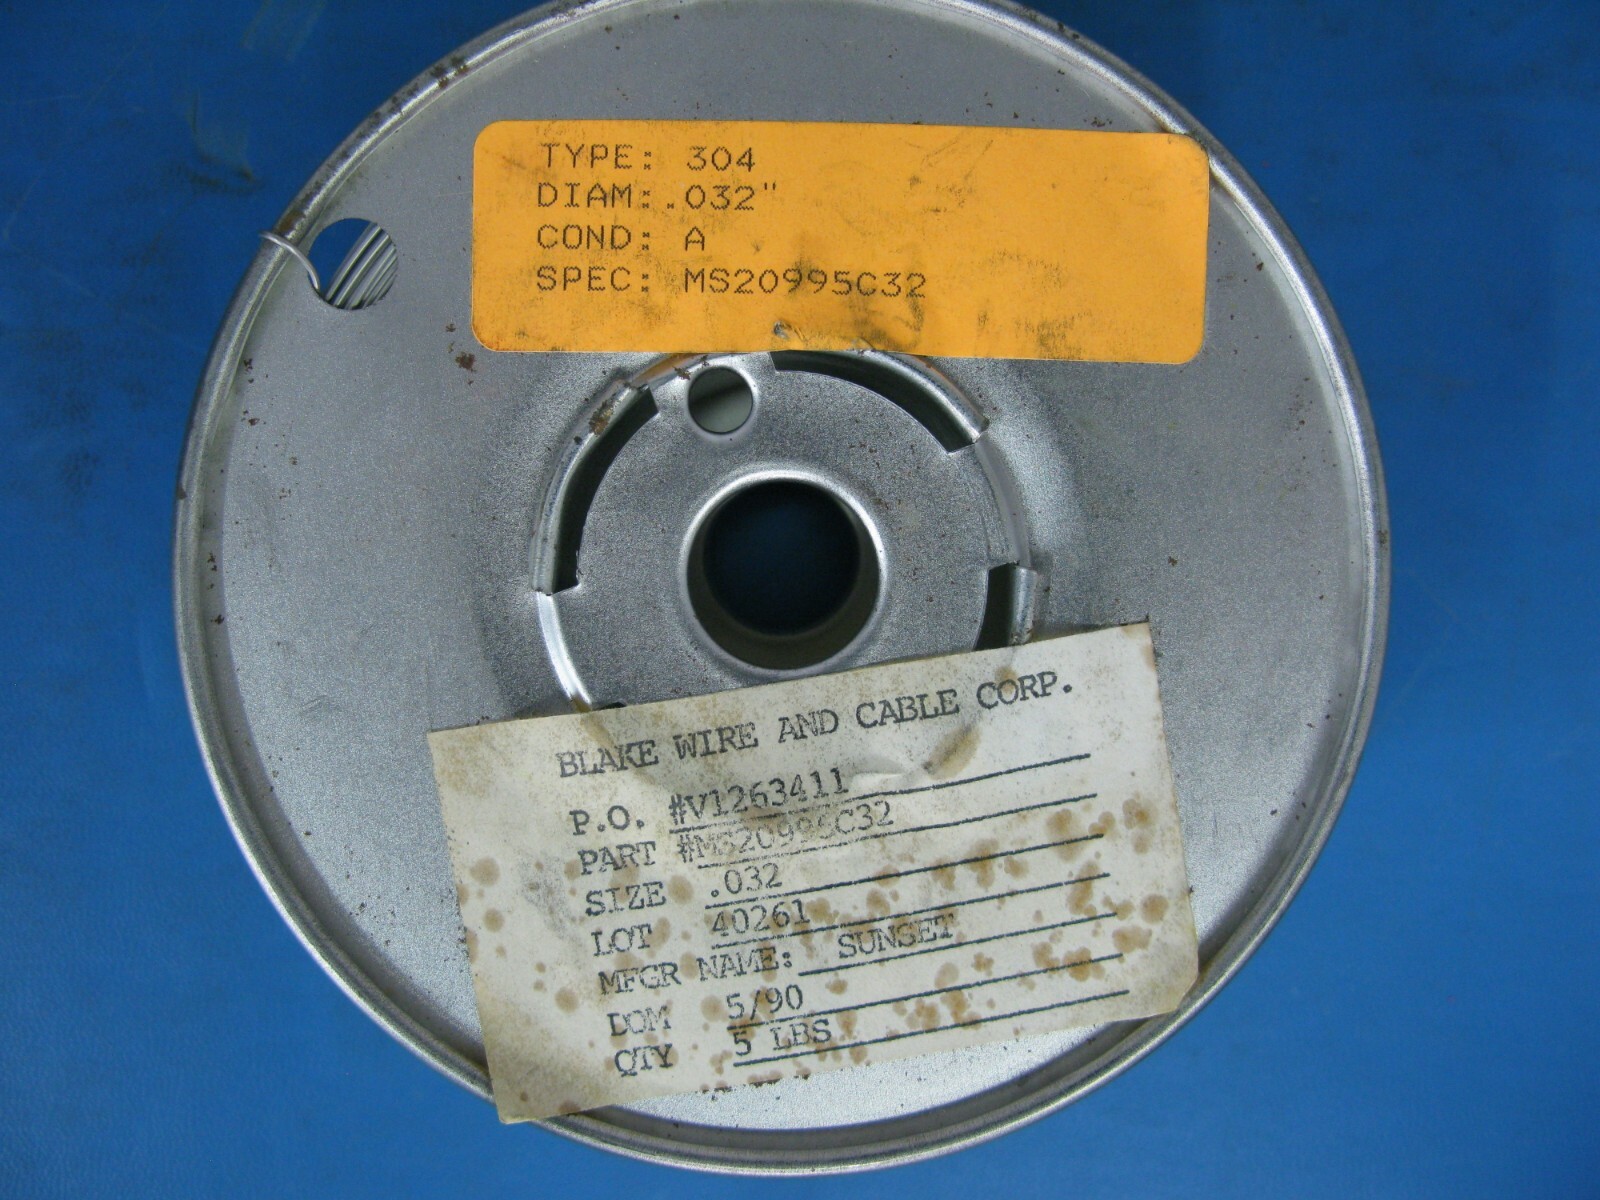 TYPE: 304
DIAM: .032"
COND: A
SPEC: MS20995C32
BLAKE WIRE AND CABLE CORP.
P.O. #V1263411
PART #MS20995C32
SIZE .032
LOT 40261
MFGR NAME: SUNSET
DOM 5/90
QTY 5 LBS